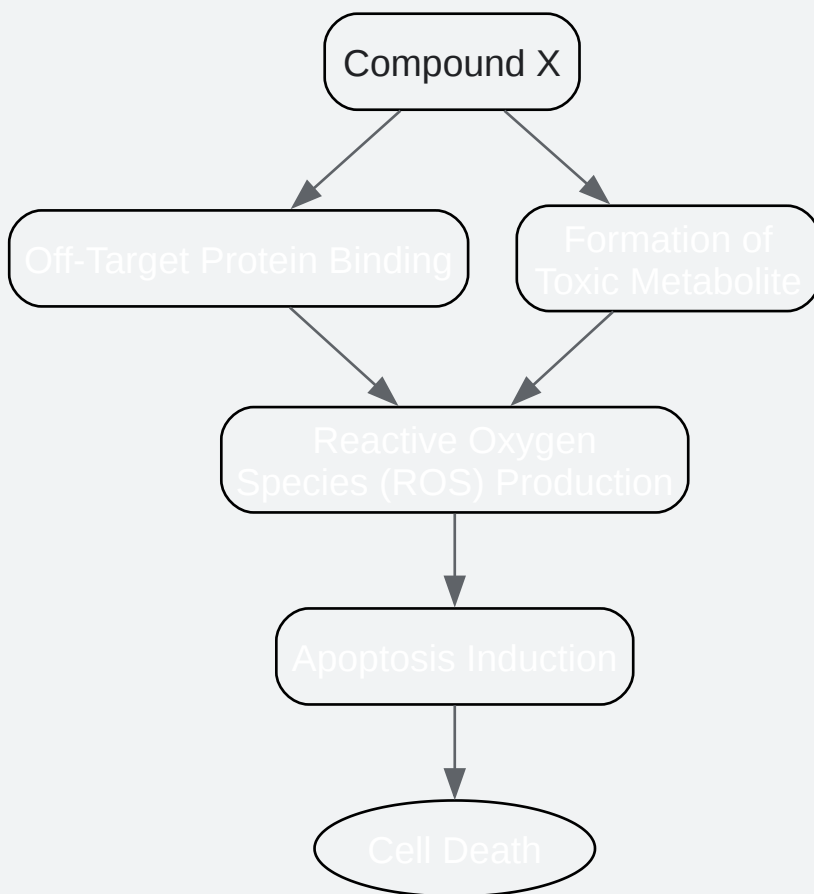 Compound X
Off-Target Protein Binding
Formation of
Toxic Metabolite
Reactive Oxygen
Species (ROS) Production
Apoptosis Induction
Cell Death